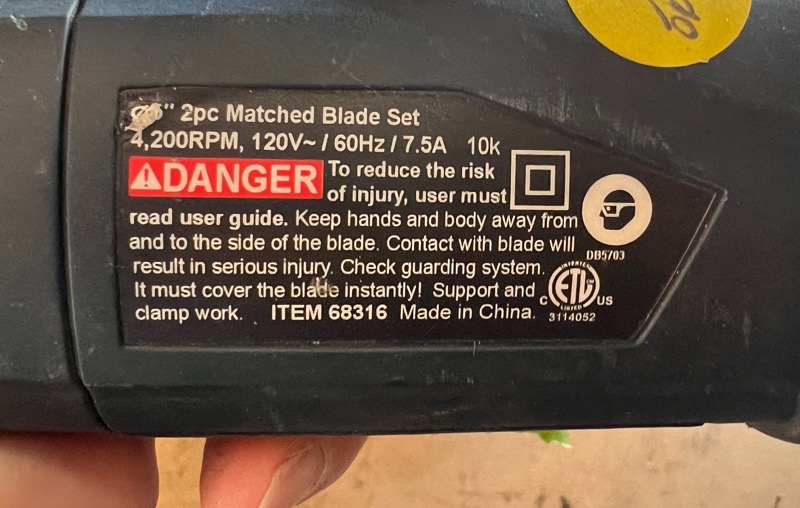 2pc Matched Blade Set
4,200RPM, 120V~ / 60Hz / 7.5A 10k
DANGER To reduce the risk
of injury, user must
read user guide. Keep hands and body away from
and to the side of the blade. Contact with blade will
result in serious injury. Check guarding system.
It must cover the blade instantly! Support and
clamp work. ITEM 68316 Made in China.
DB5703
INTERTEK
c ETL US
LISTED
3114052